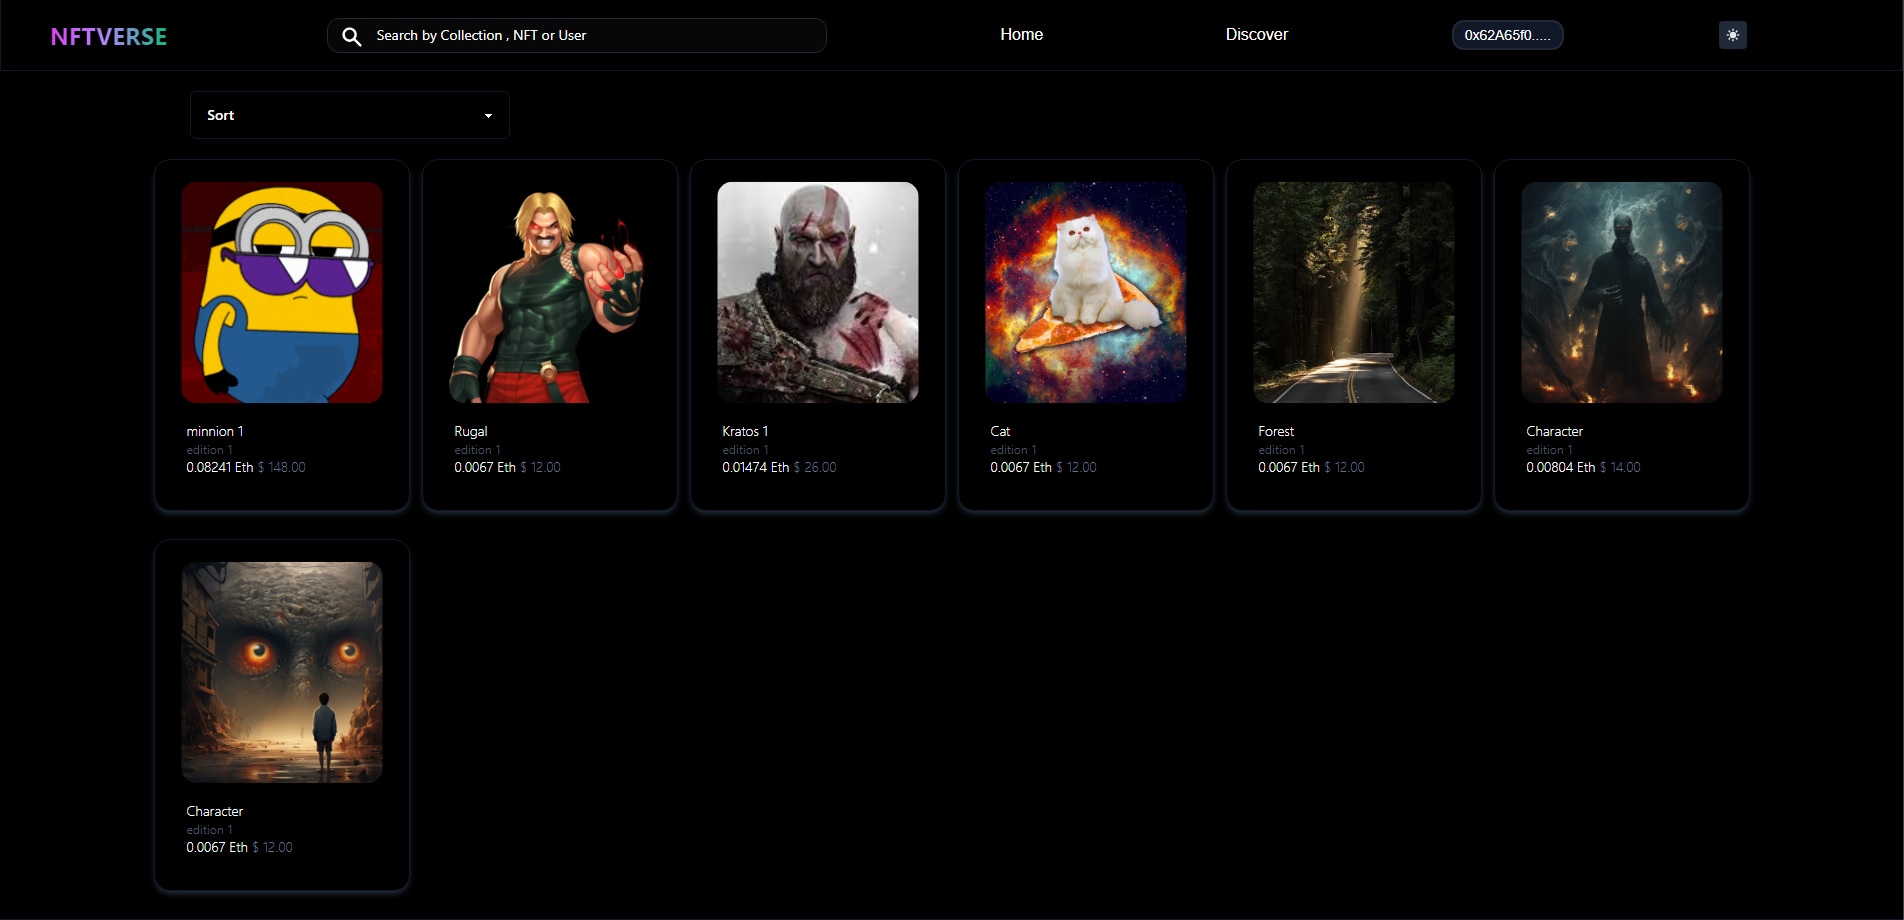 NFTVERSE
Search by Collection , NFT or User
Home
Discover
0x62A65f0.....
Sort
minnion 1
edition 1
0.08241 Eth $ 148.00
Rugal
edition 1
0.0067 Eth $ 12.00
Kratos 1
edition 1
0.01474 Eth $ 26.00
Cat
edition 1
0.0067 Eth $ 12.00
Forest
edition 1
0.0067 Eth $ 12.00
Character
edition 1
0.00804 Eth $ 14.00
Character
edition 1
0.0067 Eth $ 12.00